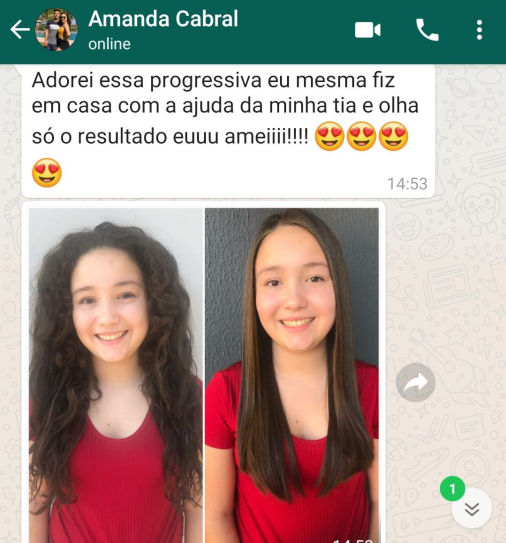 Amanda Cabral
online
Adorei essa progressiva eu mesma fiz
em casa com a ajuda da minha tia e olha
só o resultado euuu ameiiii!!!! 😍😍😍
😍
14:53
1